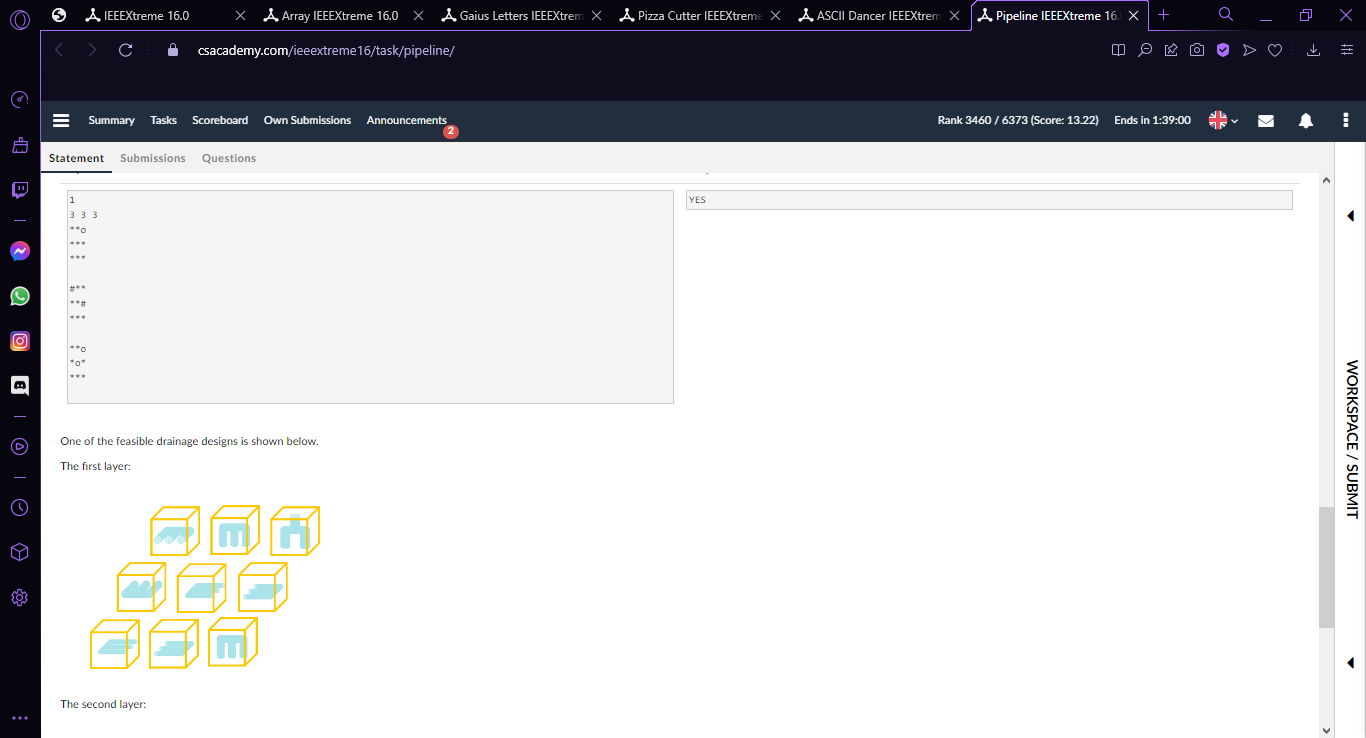 IEEEXtreme 16.0
Array IEEEXtreme 16.0
Gaius Letters IEEEXtrem
Pizza Cutter IEEEXtreme
ASCII Dancer IEEEXtrem
Pipeline IEEEXtreme 16.
csacademy.com/ieeextreme16/task/pipeline/
Summary Tasks Scoreboard Own Submissions Announcements 2 Rank 3460 / 6373 (Score: 13.22) Ends in 1:39:00
Statement Submissions Questions
1
3 3 3
**o
***
***
#**
**#
***
**o
*o*
***
YES
One of the feasible drainage designs is shown below.
The first layer:
The second layer:
WORKSPACE / SUBMIT